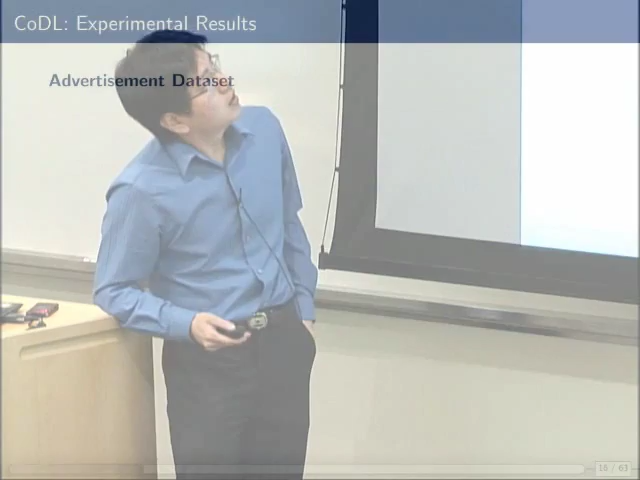 CoDL: Experimental Results
Advertisement Dataset
16 / 63